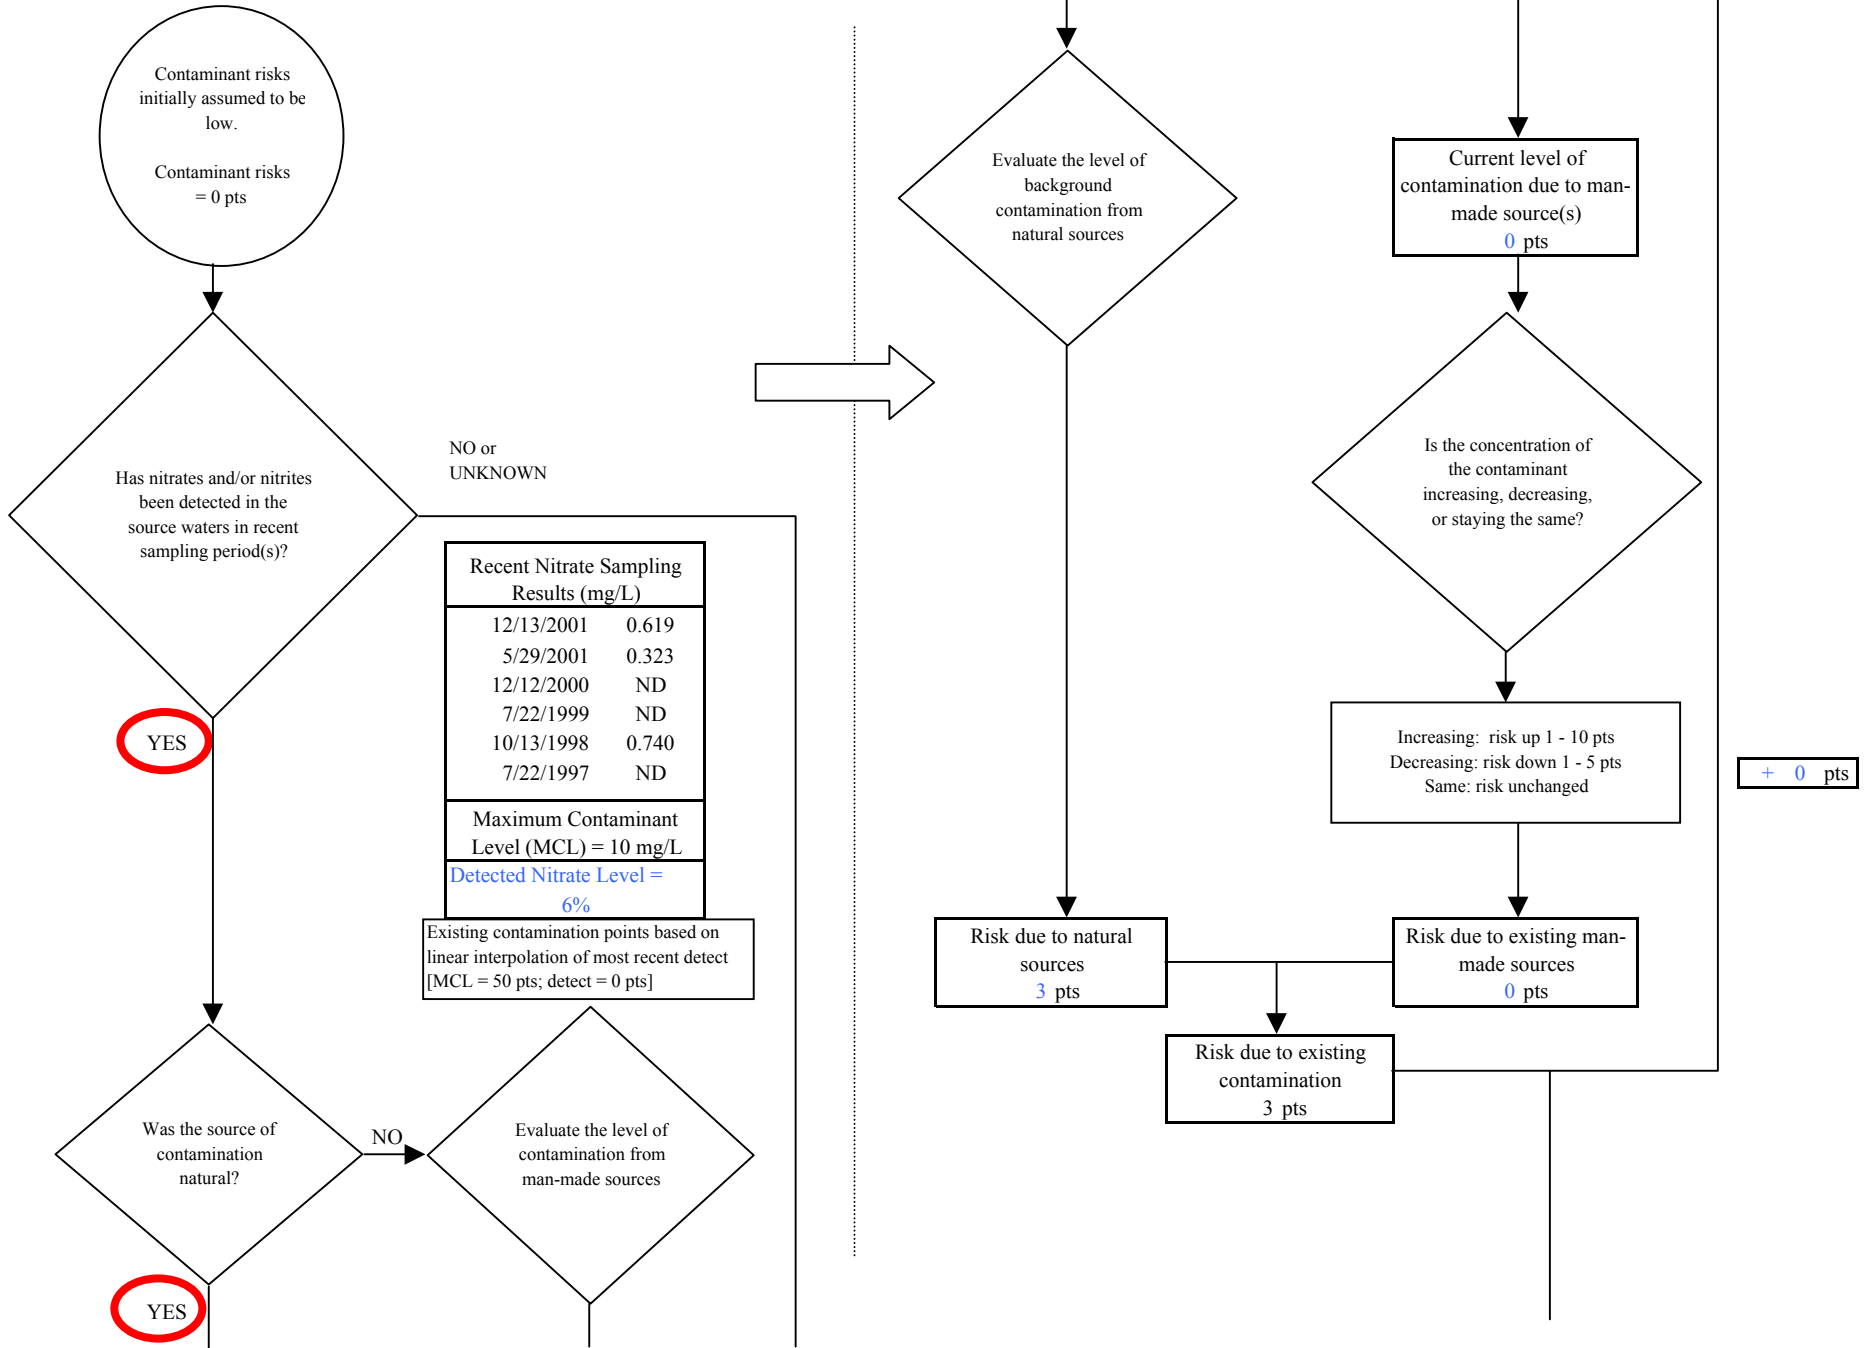 Contaminant risks
initially assumed to be
low.
Contaminant risks
= 0 pts
Has nitrates and/or nitrites
been detected in the
source waters in recent
sampling period(s)?
NO or
UNKNOWN
YES
Recent Nitrate Sampling
Results (mg/L)
12/13/2001 0.619
5/29/2001 0.323
12/12/2000 ND
7/22/1999 ND
10/13/1998 0.740
7/22/1997 ND
Maximum Contaminant
Level (MCL) = 10 mg/L
Detected Nitrate Level =
6%
Existing contamination points based on
linear interpolation of most recent detect
[MCL = 50 pts; detect = 0 pts]
Was the source of
contamination
natural?
NO
Evaluate the level of
contamination from
man-made sources
YES
Evaluate the level of
background
contamination from
natural sources
Current level of
contamination due to man-
made source(s)
0 pts
Is the concentration of
the contaminant
increasing, decreasing,
or staying the same?
Increasing: risk up 1 - 10 pts
Decreasing: risk down 1 - 5 pts
Same: risk unchanged
+ 0 pts
Risk due to natural
sources
3 pts
Risk due to existing man-
made sources
0 pts
Risk due to existing
contamination
3 pts